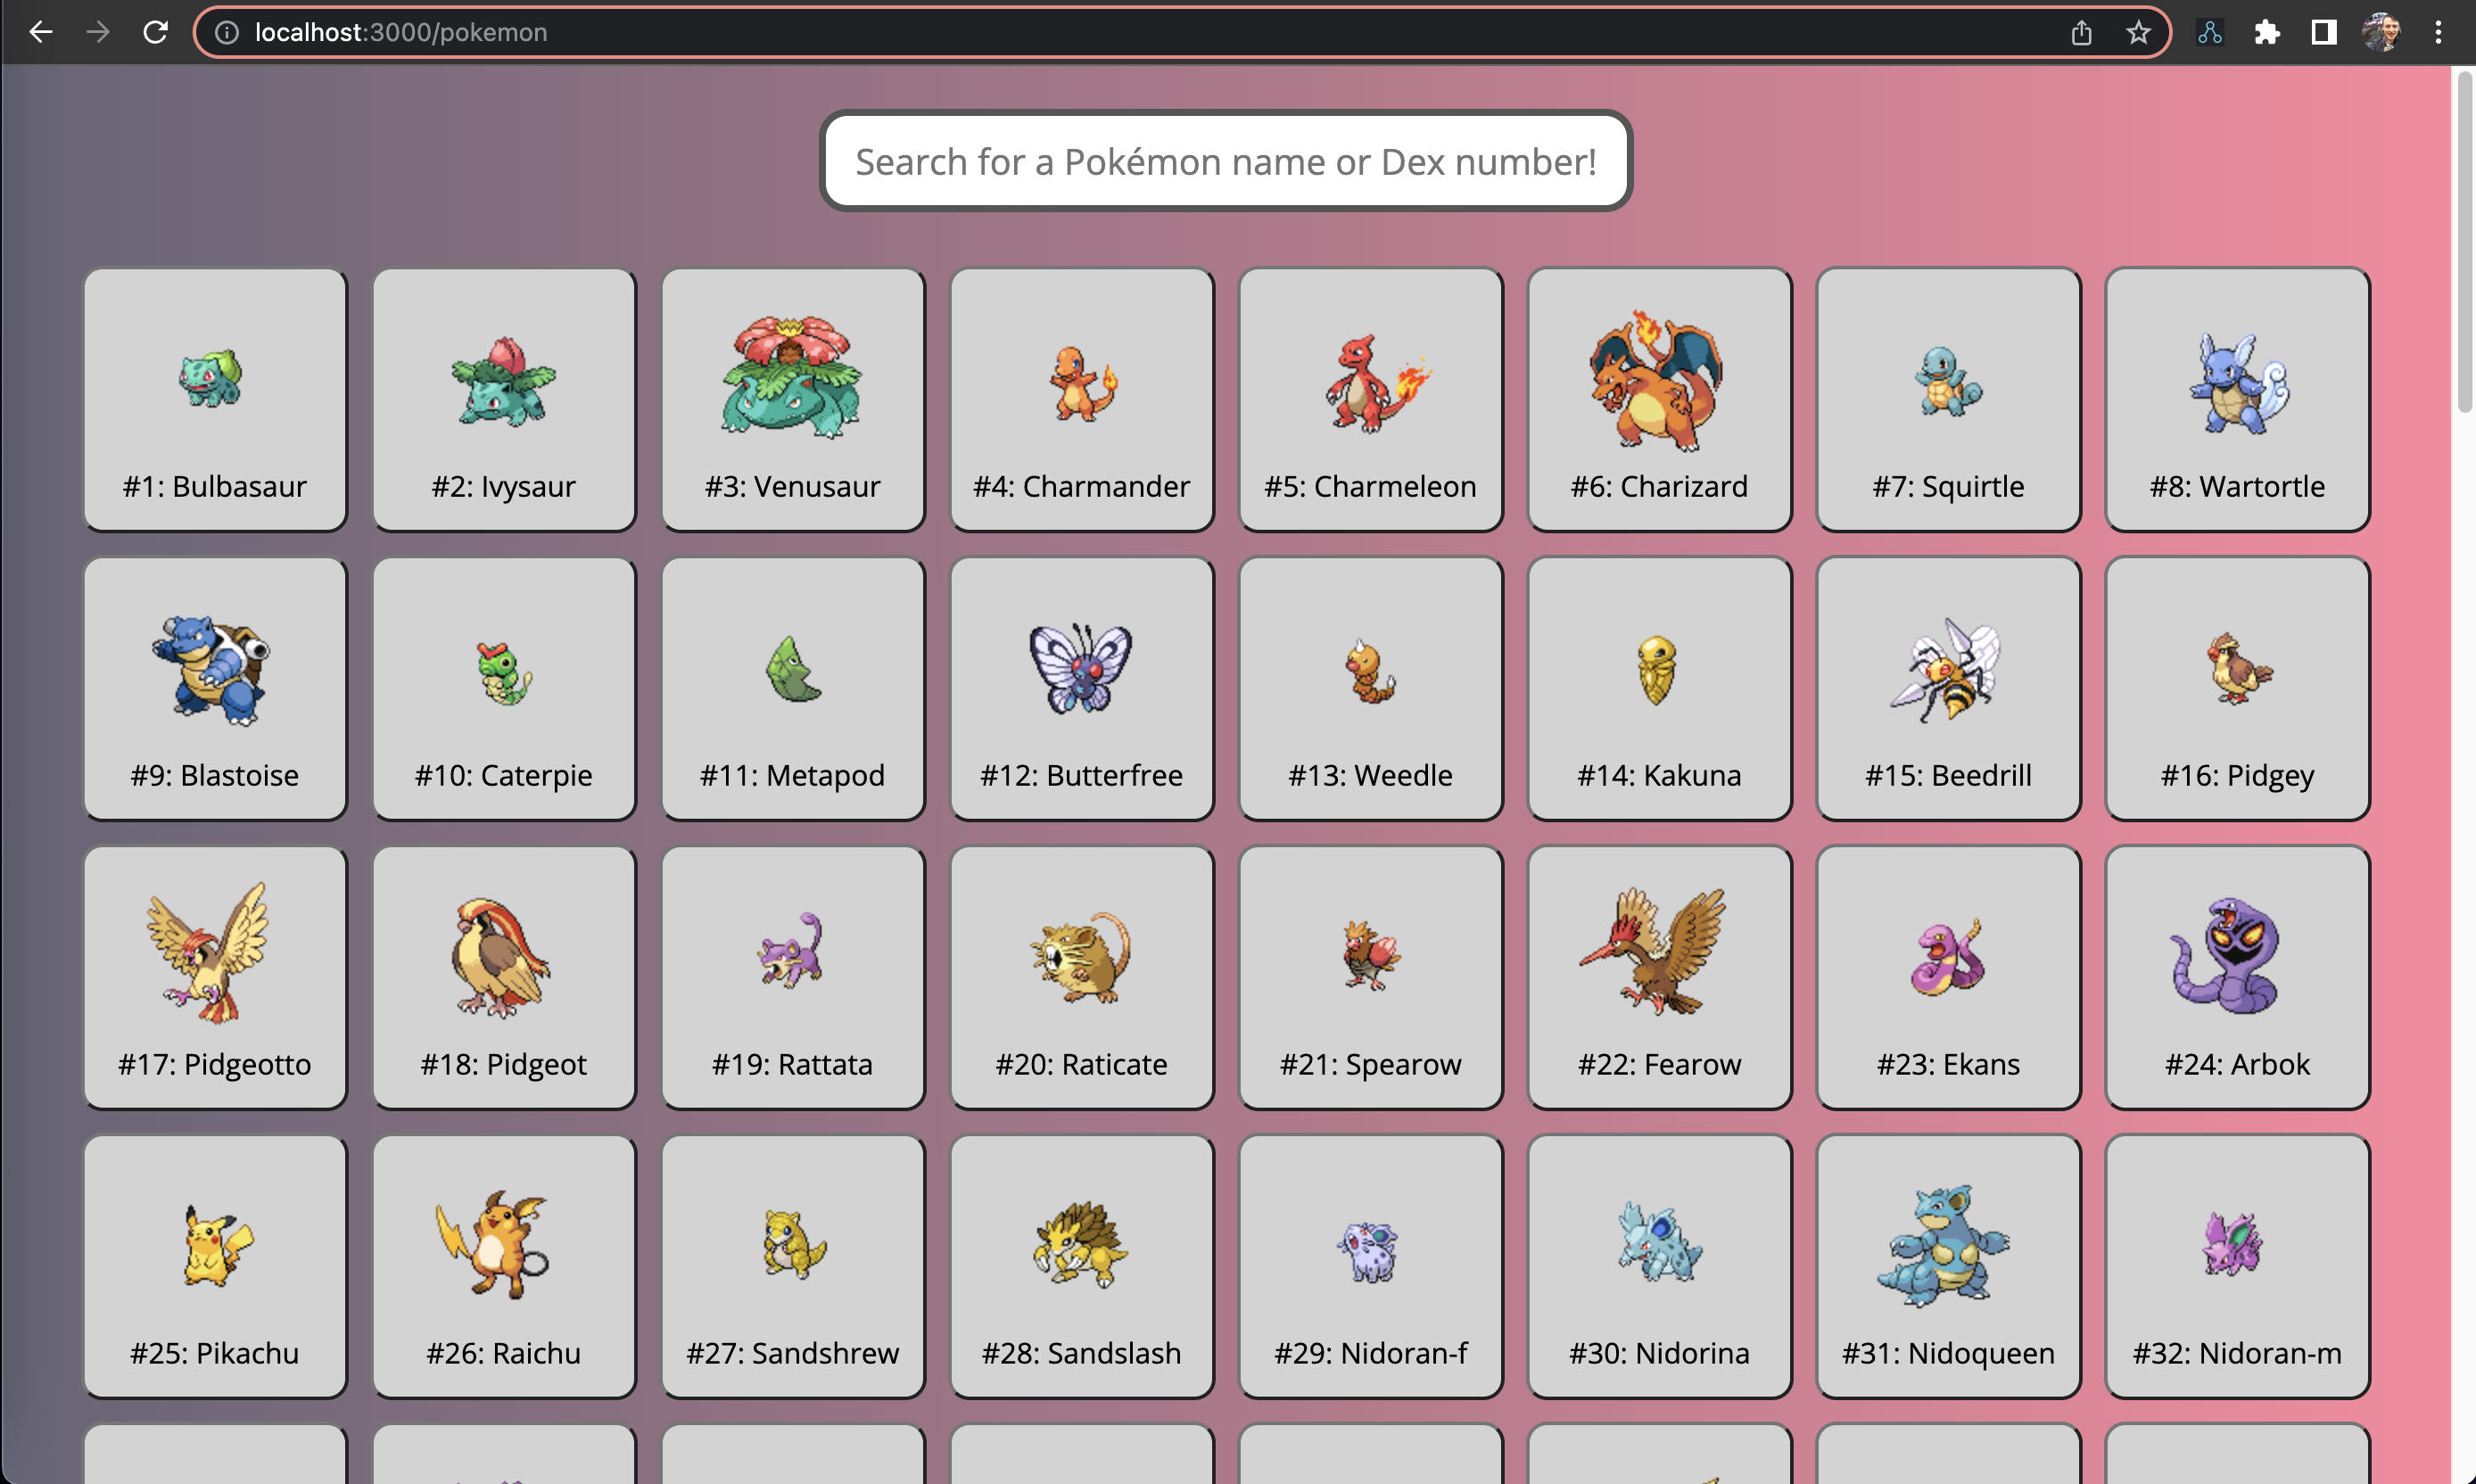 localhost:3000/pokemon
Search for a Pokémon name or Dex number!
#1: Bulbasaur
#2: Ivysaur
#3: Venusaur
#4: Charmander
#5: Charmeleon
#6: Charizard
#7: Squirtle
#8: Wartortle
#9: Blastoise
#10: Caterpie
#11: Metapod
#12: Butterfree
#13: Weedle
#14: Kakuna
#15: Beedrill
#16: Pidgey
#17: Pidgeotto
#18: Pidgeot
#19: Rattata
#20: Raticate
#21: Spearow
#22: Fearow
#23: Ekans
#24: Arbok
#25: Pikachu
#26: Raichu
#27: Sandshrew
#28: Sandslash
#29: Nidoran-f
#30: Nidorina
#31: Nidoqueen
#32: Nidoran-m